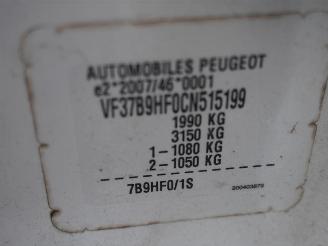 AUTOMOBILES PEUGEOT
e2*2007/46*0001
VF37B9HF0CN515199
1990 KG
3150 KG
1-1080 KG
2-1050 KG
7B9HF0/1S